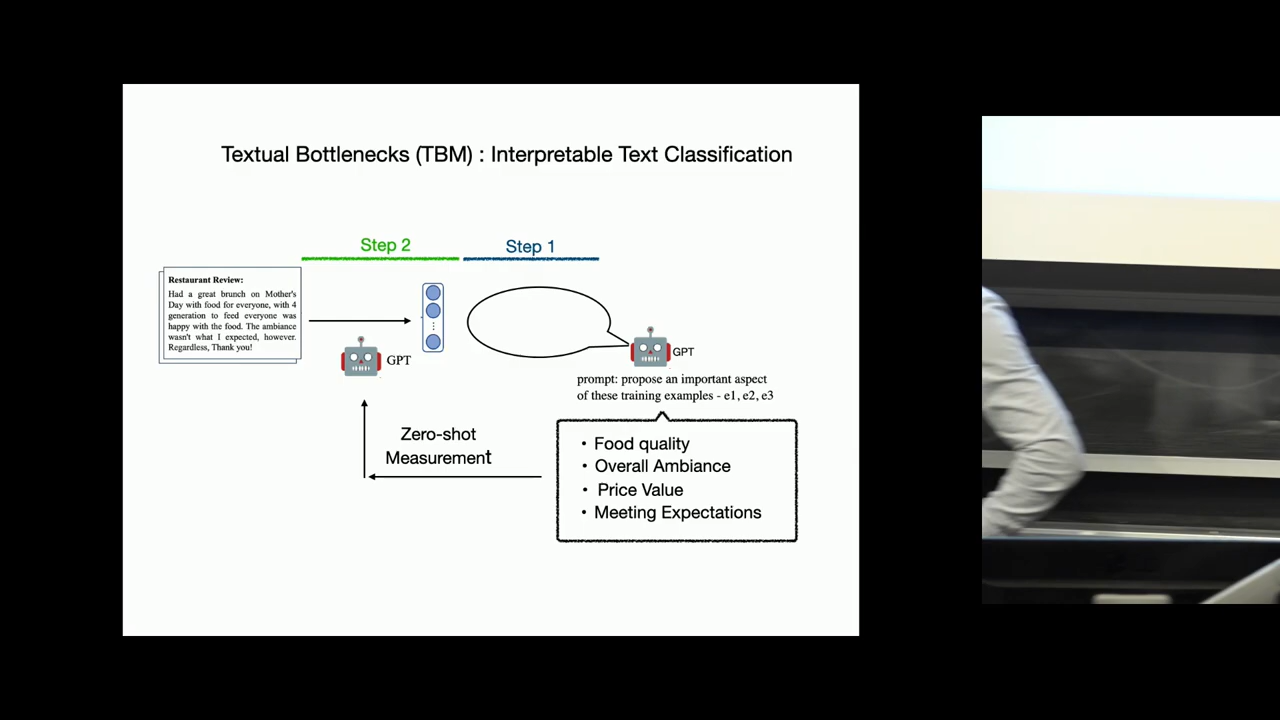 Textual Bottlenecks (TBM) : Interpretable Text Classification
Step 2
Step 1
Restaurant Review:
Had a great brunch on Mother's
Day with food for everyone, with 4
generation to feed everyone was
happy with the food. The ambiance
wasn't what I expected, however.
Regardless, Thank you!
GPT
GPT
prompt: propose an important aspect
of these training examples - e1, e2, e3
Zero-shot
Measurement
• Food quality
• Overall Ambiance
• Price Value
• Meeting Expectations